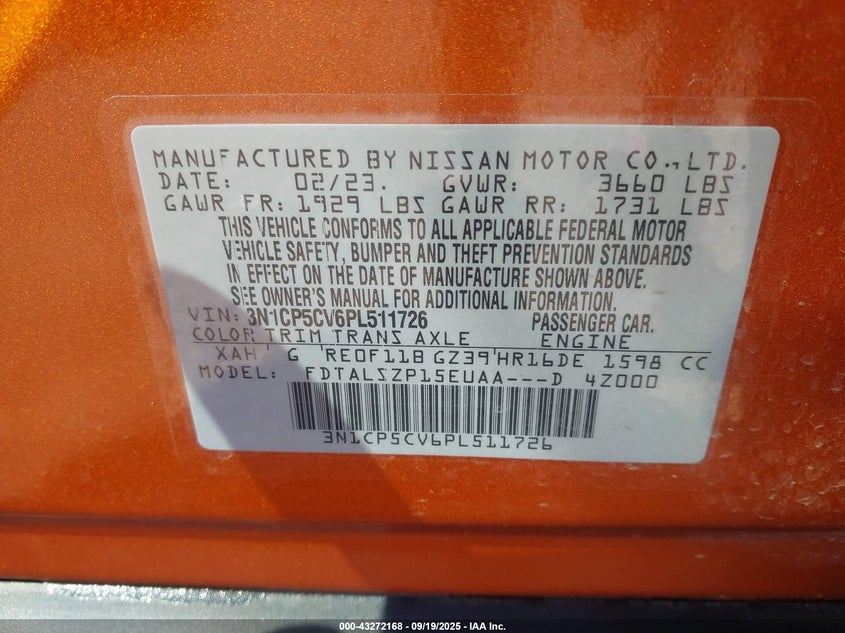 MANUFACTURED BY NISSAN MOTOR CO., LTD.
DATE: 02/23. GVWR: 3660 LBS
GAWR FR: 1929 LBS GAWR RR: 1731 LBS
THIS VEHICLE CONFORMS TO ALL APPLICABLE FEDERAL MOTOR
VEHICLE SAFETY, BUMPER AND THEFT PREVENTION STANDARDS
IN EFFECT ON THE DATE OF MANUFACTURE SHOWN ABOVE.
SEE OWNER'S MANUAL FOR ADDITIONAL INFORMATION.
VIN: 3N1CP5CV6PL511726 PASSENGER CAR.
COLOR TRIM TRANS AXLE ENGINE
XAH G RE0F11B GZ39 HR16DE 1598 CC
MODEL: FDTALSZP15EUAA---D 4Z000
3N1CP5CV6PL511726
000-43272168 - 09/19/2025 - IAA Inc.